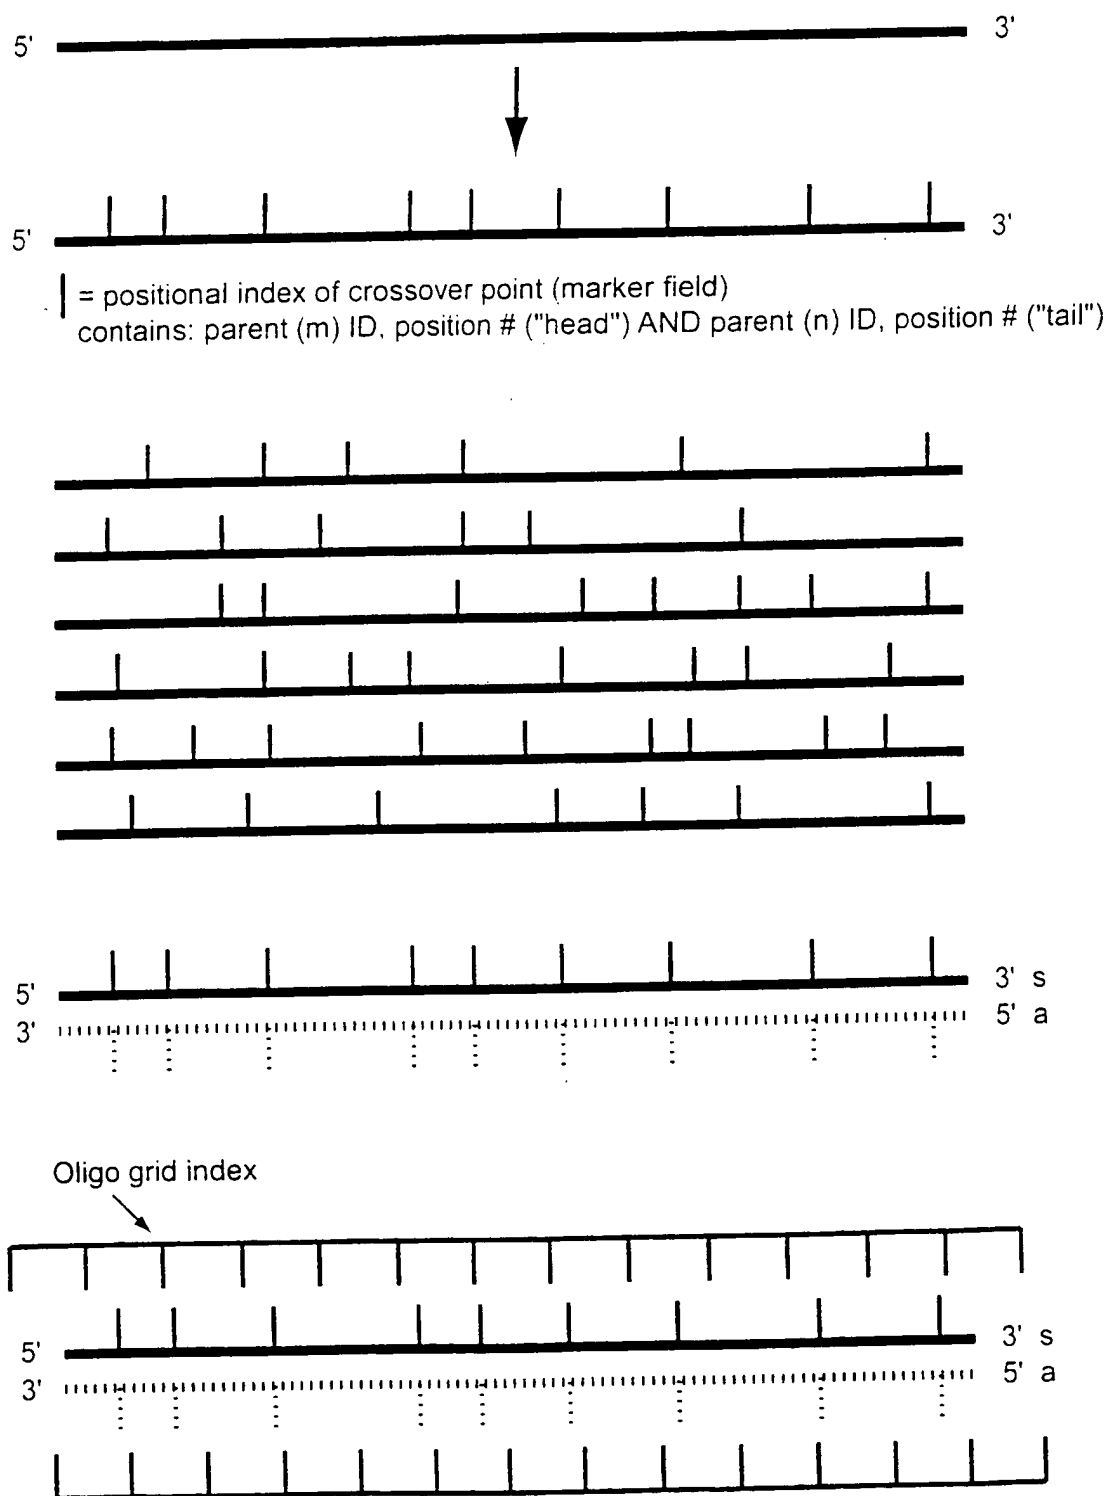 5' 3'
5' 3'
| = positional index of crossover point (marker field)
contains: parent (m) ID, position # ("head") AND parent (n) ID, position # ("tail")
5' 3' s
3' 5' a
Oligo grid index
5' 3' s
3' 5' a